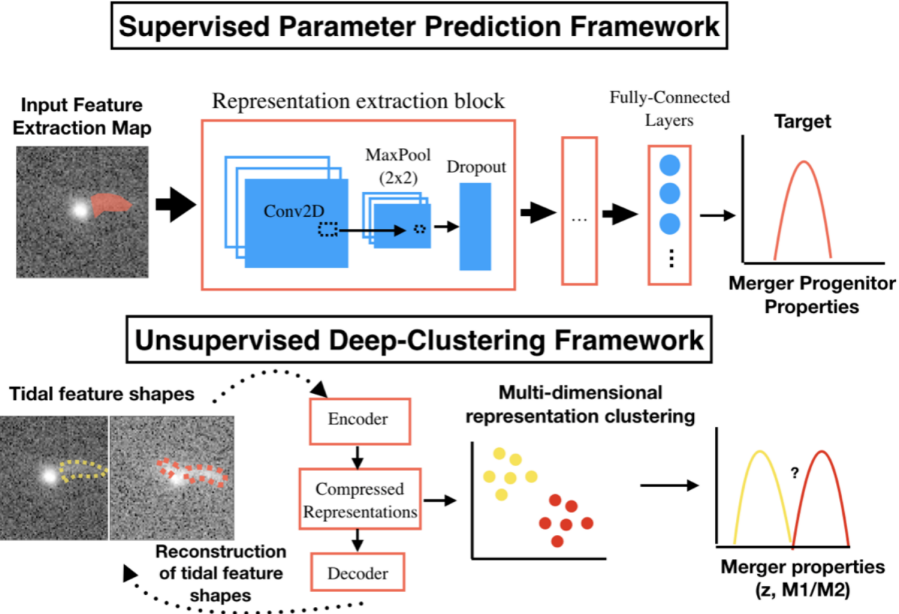 Supervised Parameter Prediction Framework
Input Feature
Extraction Map
Representation extraction block
Conv2D
MaxPool
(2x2)
Dropout
...
Fully-Connected
Layers
⋮
Target
Merger Progenitor
Properties
Unsupervised Deep-Clustering Framework
Tidal feature shapes
Encoder
Compressed
Representations
Decoder
Reconstruction
of tidal feature
shapes
Multi-dimensional
representation clustering
?
Merger properties
(z, M1/M2)